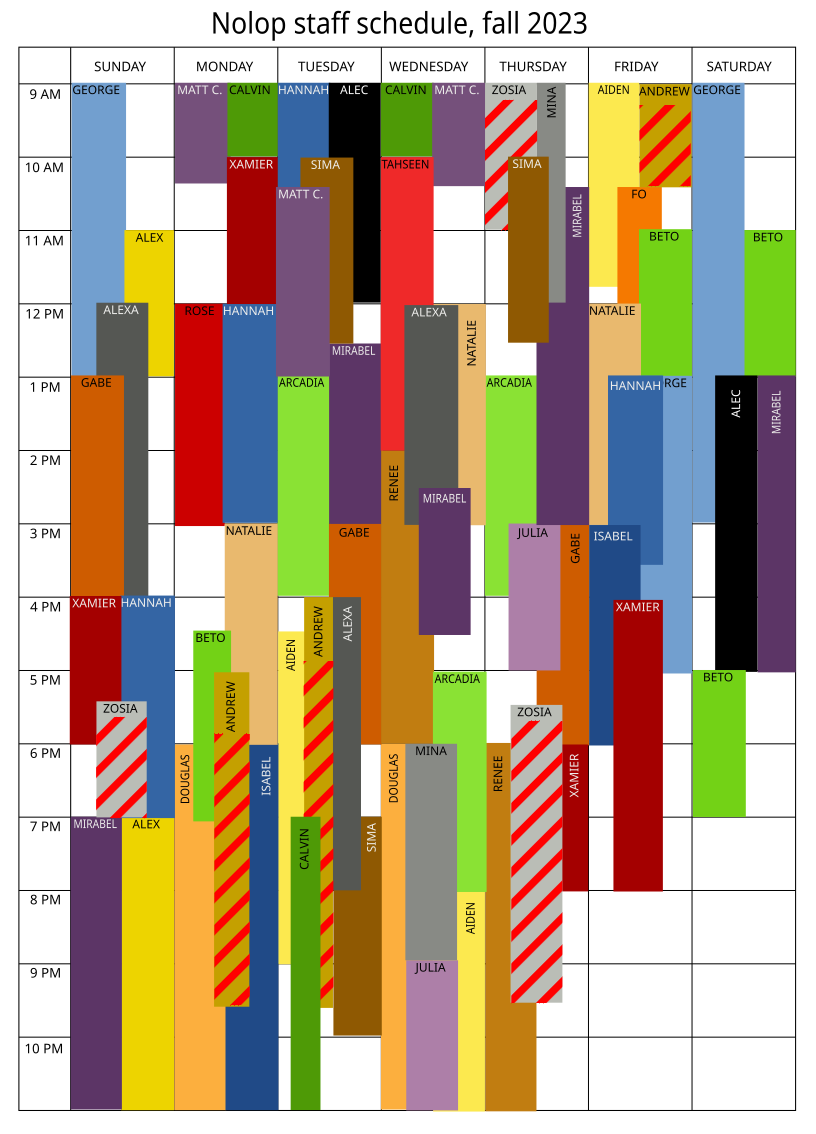 Nolop staff schedule, fall 2023
SUNDAY MONDAY TUESDAY WEDNESDAY THURSDAY FRIDAY SATURDAY
9 AM GEORGE MATT C. CALVIN HANNAH ALEC CALVIN MATT C. ZOSIA MINA AIDEN ANDREW GEORGE
10 AM XAMIER SIMA TAHSEEN SIMA
MATT C. MIRABEL FO
11 AM ALEX BETO BETO
12 PM ALEXA ROSE HANNAH ALEXA NATALIE NATALIE
MIRABEL
1 PM GABE ARCADIA ARCADIA HANNAH RGE ALEC MIRABEL
2 PM RENEE
MIRABEL
3 PM NATALIE GABE JULIA GABE ISABEL
4 PM XAMIER HANNAH ANDREW ALEXA XAMIER
BETO AIDEN
5 PM ANDREW ARCADIA BETO
ZOSIA ZOSIA
6 PM DOUGLAS ISABEL DOUGLAS MINA RENEE XAMIER
7 PM MIRABEL ALEX CALVIN SIMA
8 PM AIDEN
9 PM JULIA
10 PM